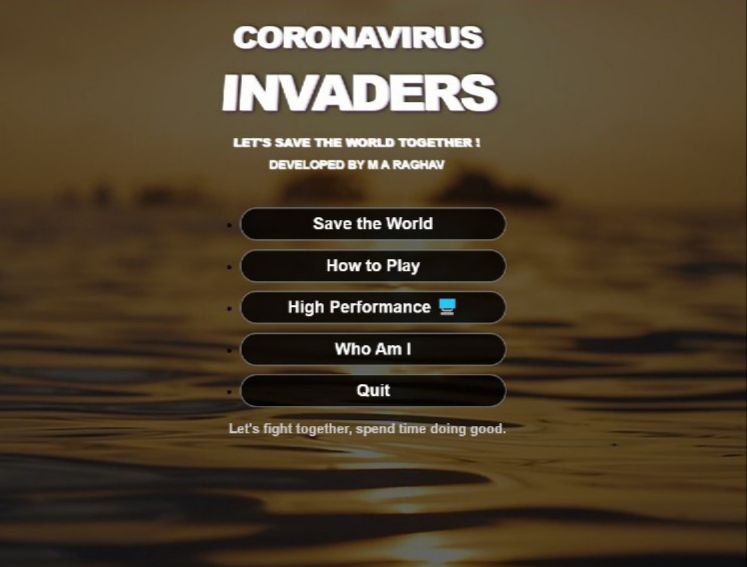 CORONAVIRUS
INVADERS
LET'S SAVE THE WORLD TOGETHER !
DEVELOPED BY M A RAGHAV
Save the World
How to Play
High Performance 🖥
Who Am I
Quit
Let's fight together, spend time doing good.